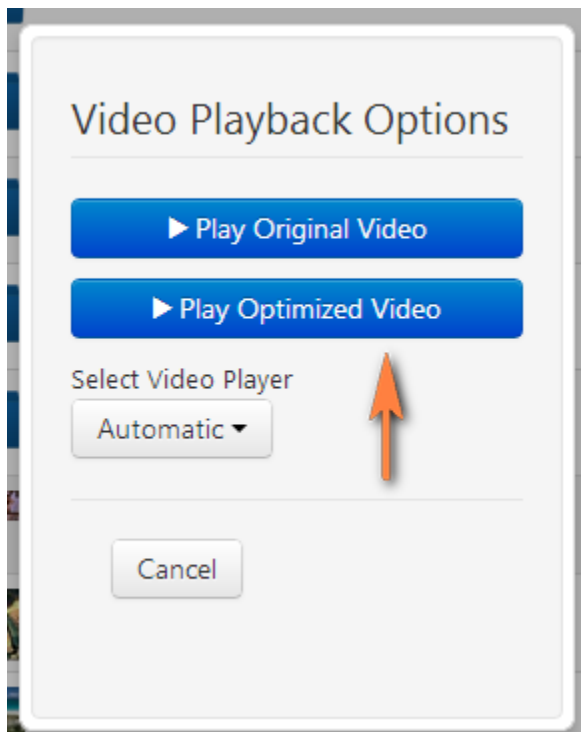 Video Playback Options
Play Original Video
Play Optimized Video
Select Video Player
Automatic
Cancel